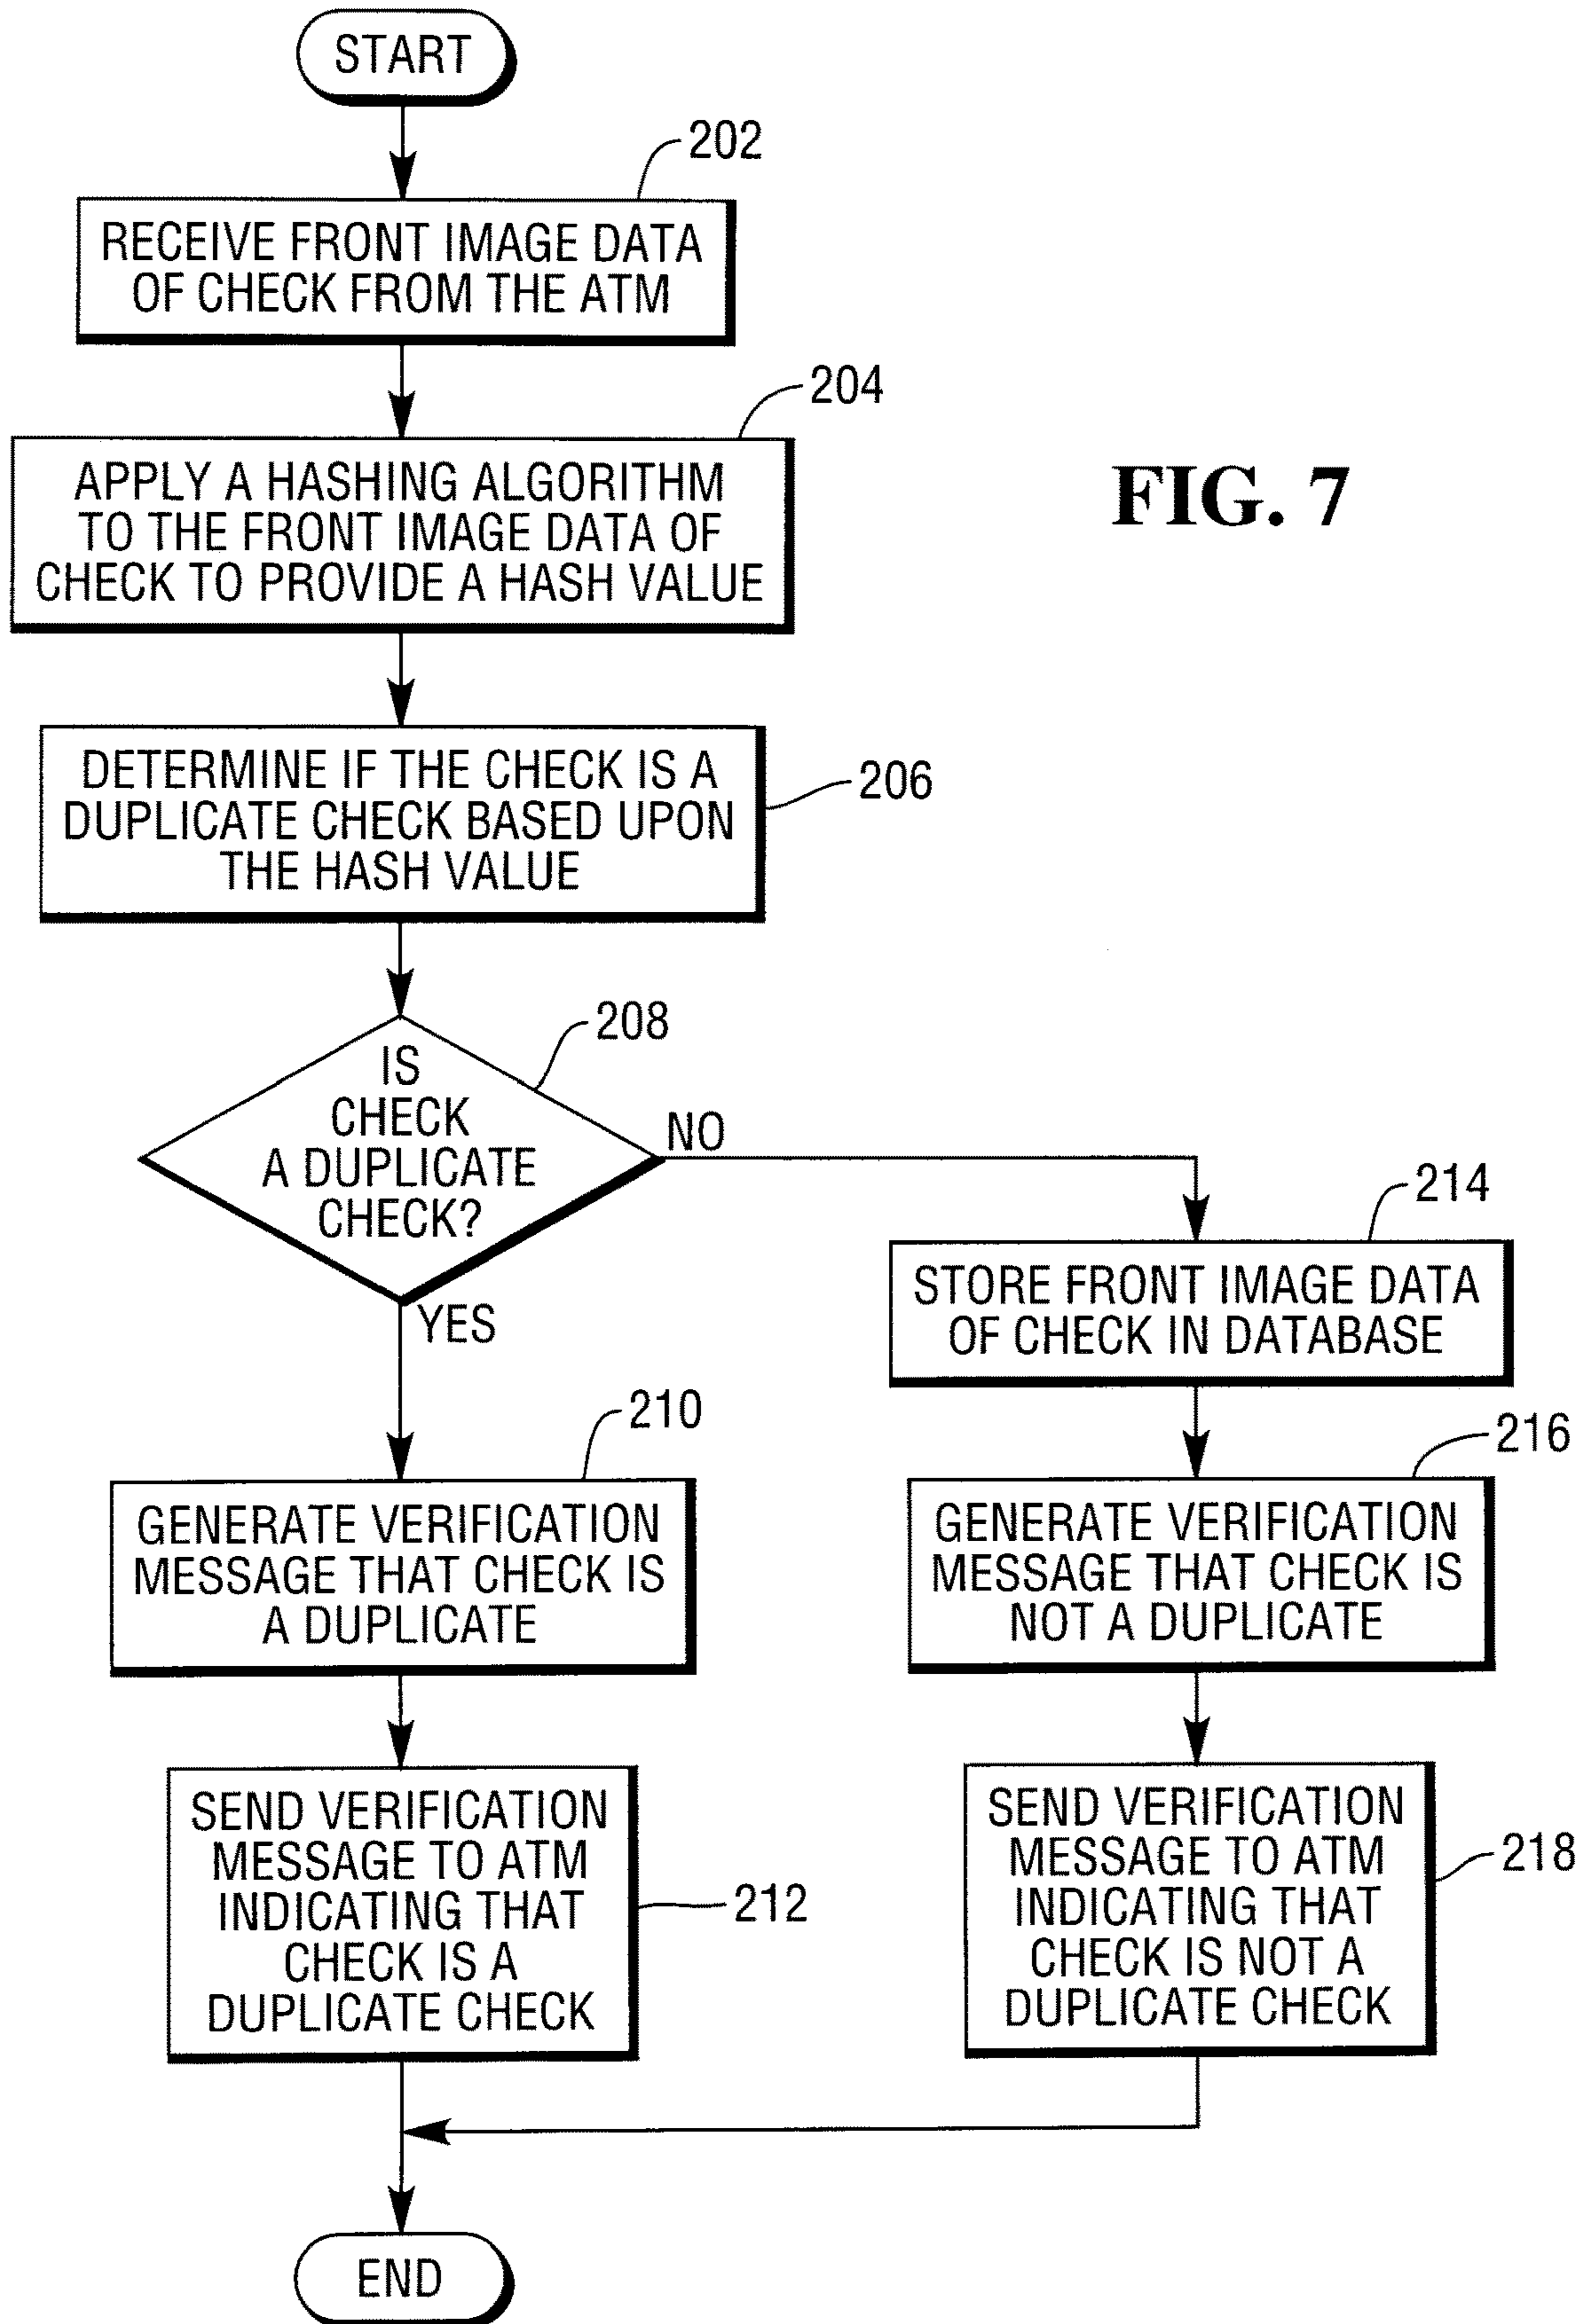 START
202
RECEIVE FRONT IMAGE DATA
OF CHECK FROM THE ATM
204
APPLY A HASHING ALGORITHM
TO THE FRONT IMAGE DATA OF
CHECK TO PROVIDE A HASH VALUE
FIG. 7
DETERMINE IF THE CHECK IS A
DUPLICATE CHECK BASED UPON
THE HASH VALUE
206
208
IS
CHECK
A DUPLICATE
CHECK?
NO
YES
214
STORE FRONT IMAGE DATA
OF CHECK IN DATABASE
210
GENERATE VERIFICATION
MESSAGE THAT CHECK IS
A DUPLICATE
216
GENERATE VERIFICATION
MESSAGE THAT CHECK IS
NOT A DUPLICATE
SEND VERIFICATION
MESSAGE TO ATM
INDICATING THAT
CHECK IS A
DUPLICATE CHECK
212
SEND VERIFICATION
MESSAGE TO ATM
INDICATING THAT
CHECK IS NOT A
DUPLICATE CHECK
218
END